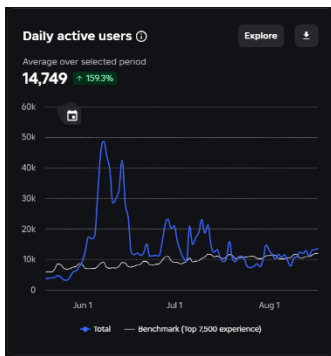 Daily active users
Explore
Average over selected period
14,749 ↑ 159.3%
60k
50k
40k
30k
20k
10k
0
Jun 1 Jul 1 Aug 1
Total Benchmark (Top 7,500 experience)